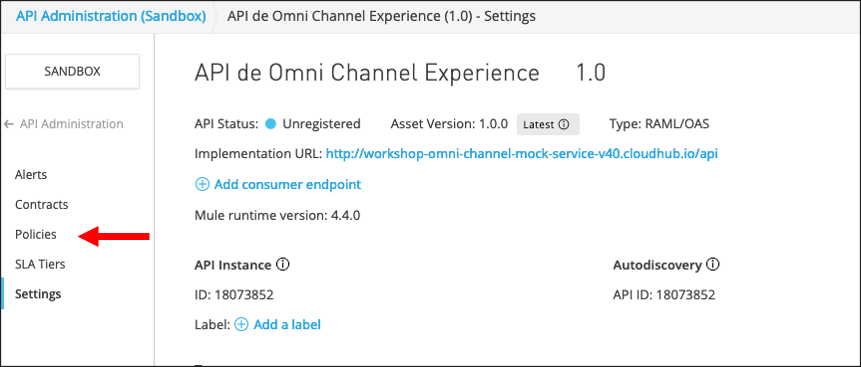 API Administration (Sandbox) API de Omni Channel Experience (1.0) - Settings
SANDBOX
← API Administration
Alerts
Contracts
Policies
SLA Tiers
Settings
API de Omni Channel Experience 1.0
API Status: Unregistered Asset Version: 1.0.0 Latest Type: RAML/OAS
Implementation URL: http://workshop-omni-channel-mock-service-v40.cloudhub.io/api
Add consumer endpoint
Mule runtime version: 4.4.0
API Instance Autodiscovery
ID: 18073852 API ID: 18073852
Label: Add a label